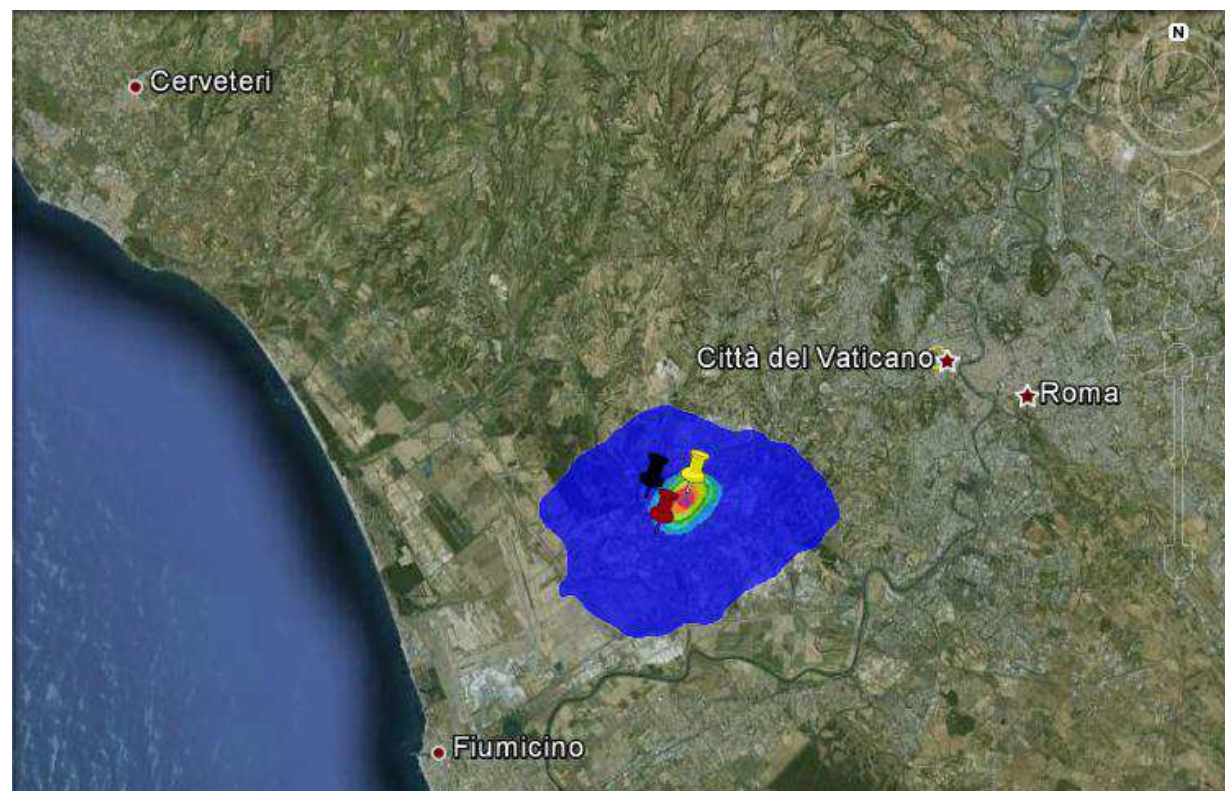 N
Cerveteri
Città del Vaticano
Roma
Fiumicino